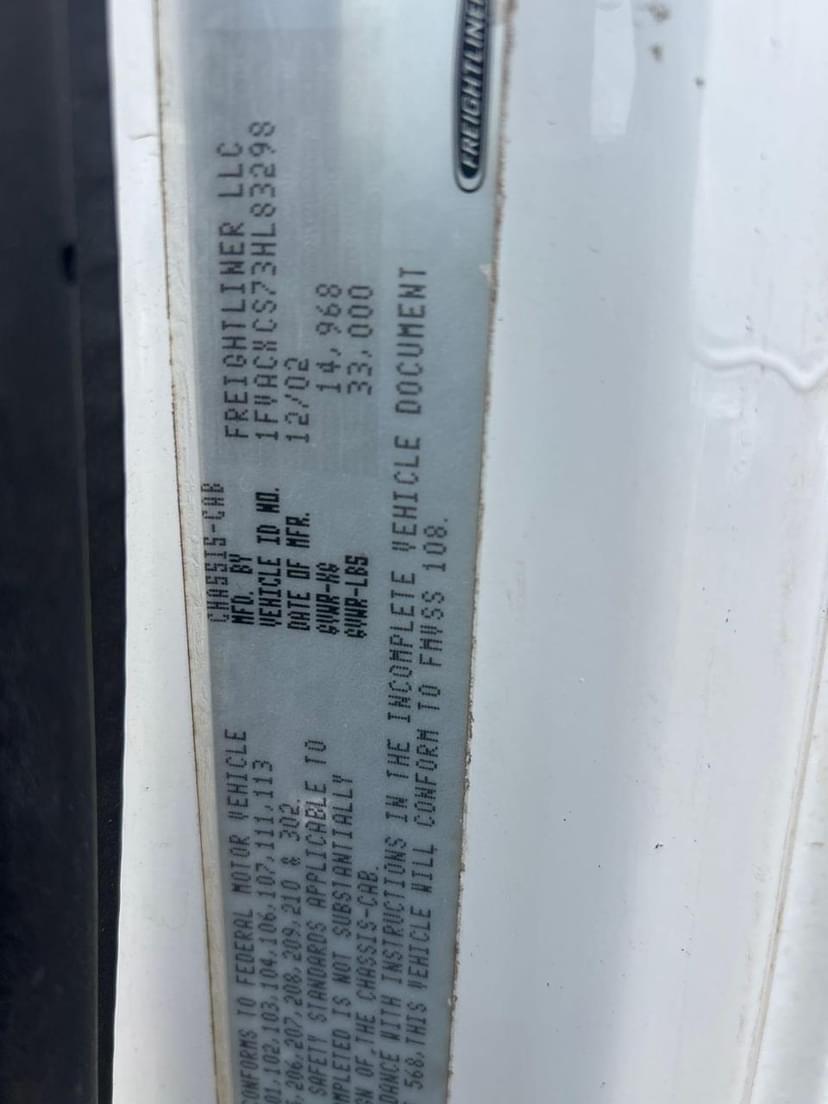 CHASSIS-CAB
MFD. BY FREIGHTLINER LLC
VEHICLE ID NO. 1FVACXCS73HL83298
DATE OF MFR. 12/02
GVWR-KG 14,968
GVWR-LBS 33,000
ONFORMS TO FEDERAL MOTOR VEHICLE
01,102,103,104,106,107,111,113
,206,207,208,209,210 & 302.
SAFETY STANDARDS APPLICABLE TO
MPLETED IS NOT SUBSTANTIALLY
GN OF THE CHASSIS-CAB.
DANCE WITH INSTRUCTIONS IN THE INCOMPLETE VEHICLE DOCUMENT
568,THIS VEHICLE WILL CONFORM TO FMVSS 108.
FREIGHTLINER